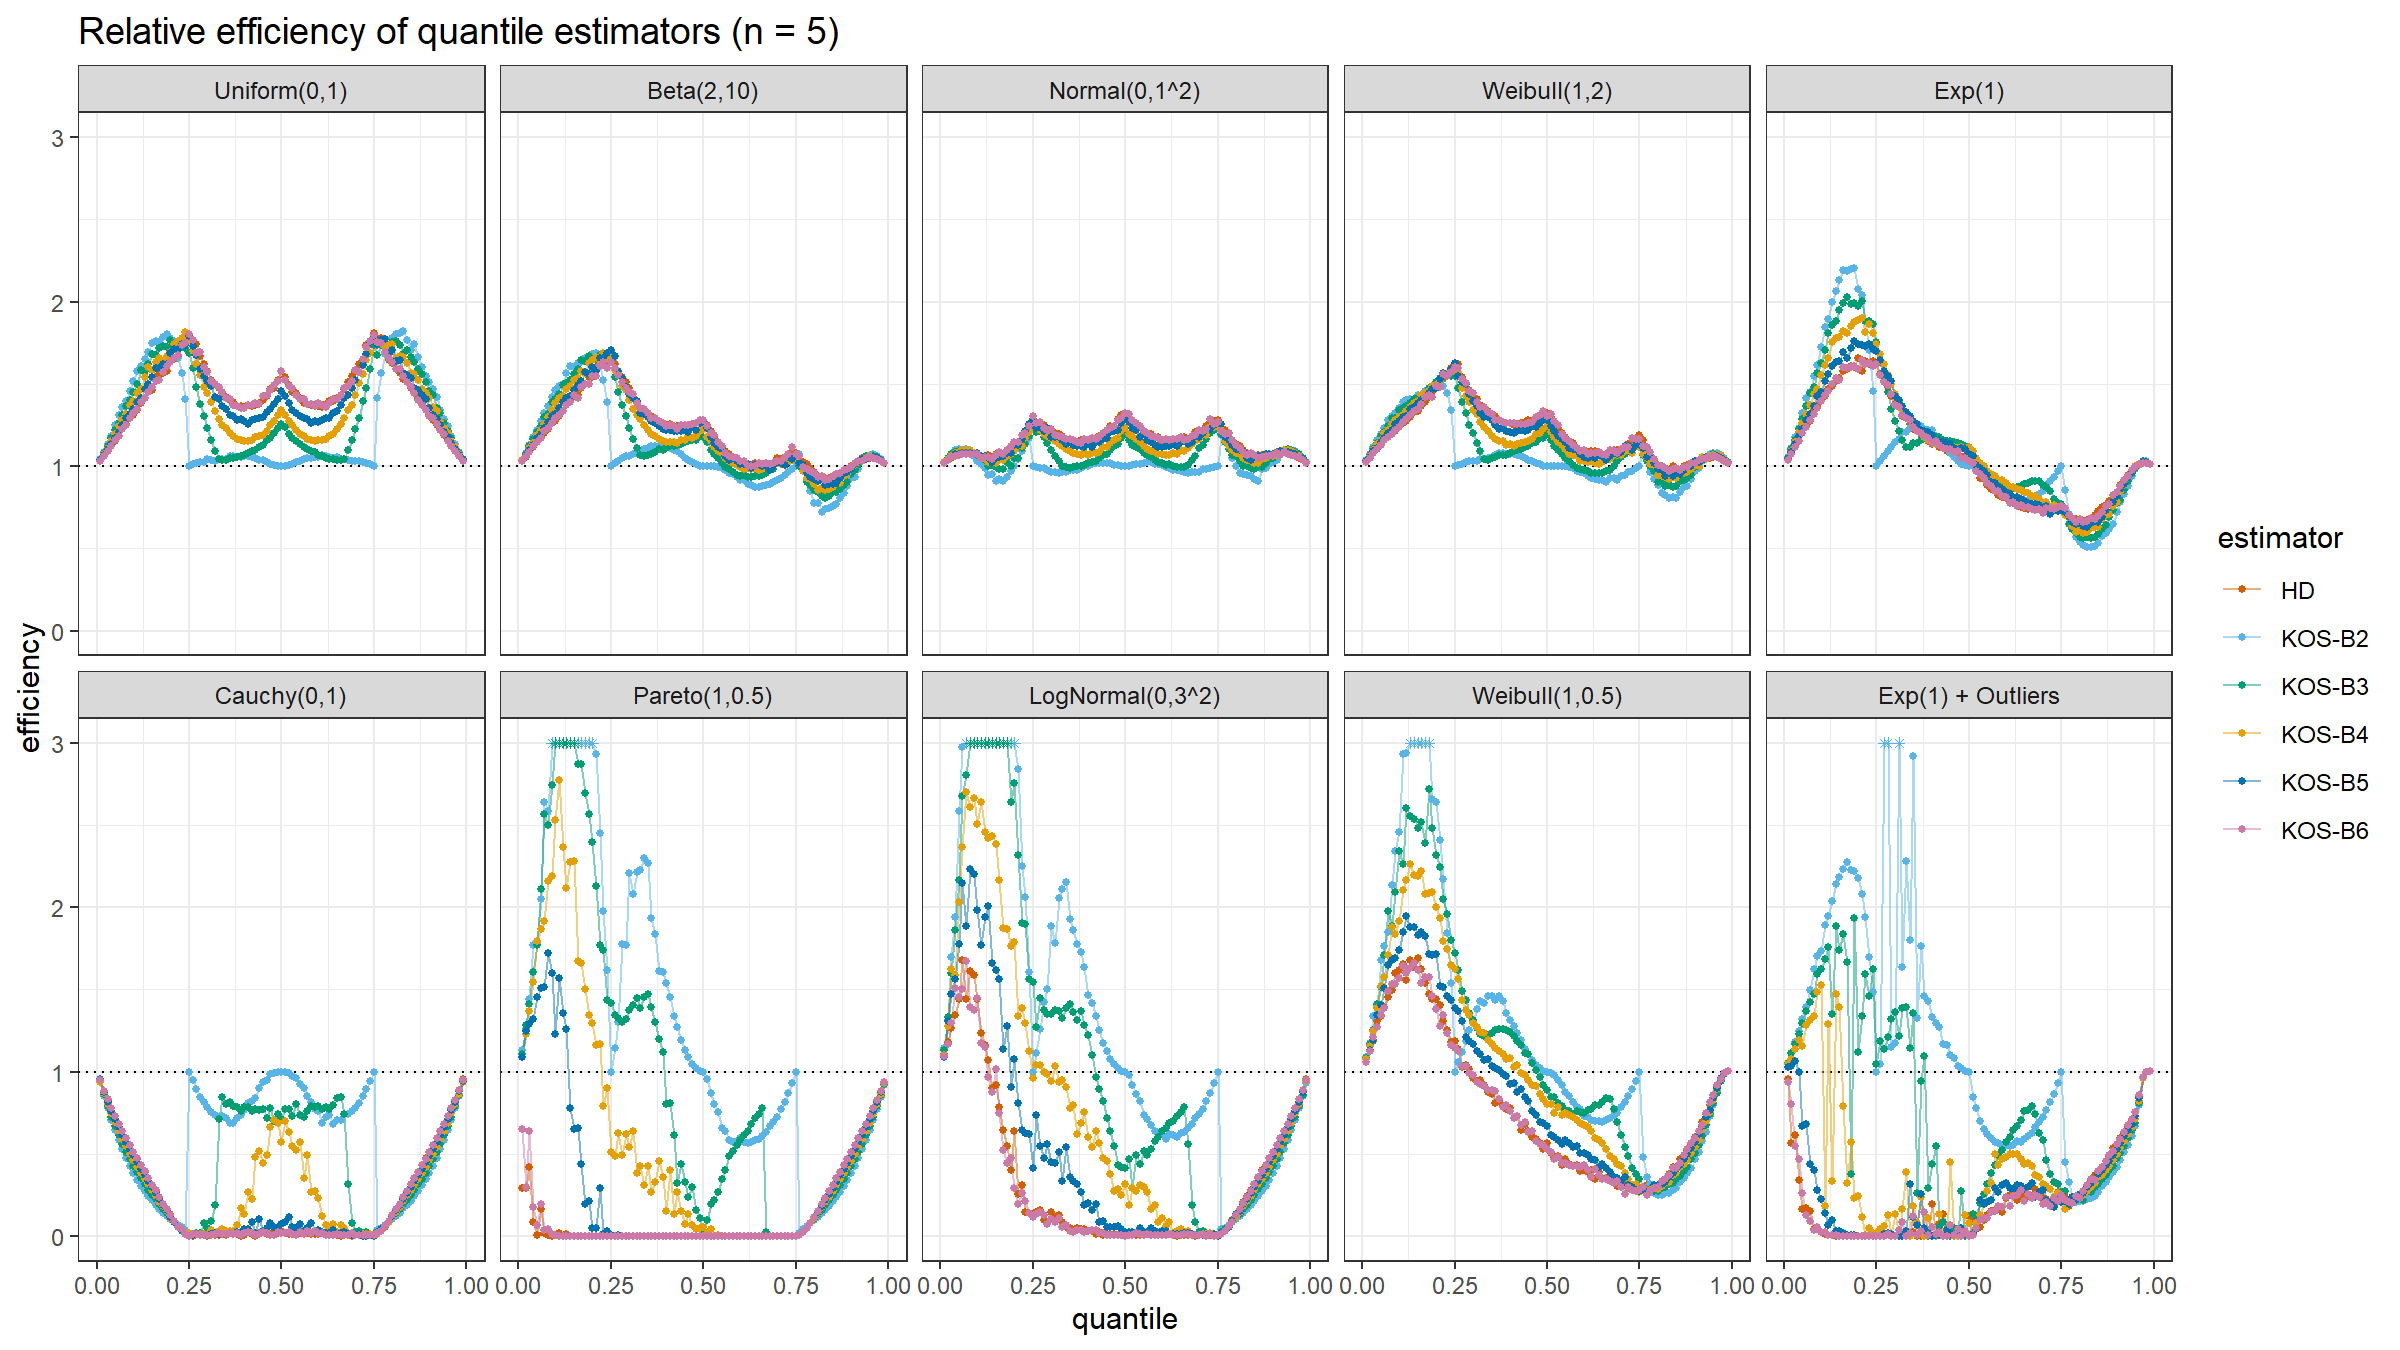 Relative efficiency of quantile estimators (n = 5)
Uniform(0,1)
Beta(2,10)
Normal(0,1^2)
Weibull(1,2)
Exp(1)
3
2
1
0
Cauchy(0,1)
Pareto(1,0.5)
LogNormal(0,3^2)
Weibull(1,0.5)
Exp(1) + Outliers
3
2
1
0
0.00 0.25 0.50 0.75 1.00
0.00 0.25 0.50 0.75 1.00
0.00 0.25 0.50 0.75 1.00
0.00 0.25 0.50 0.75 1.00
0.00 0.25 0.50 0.75 1.00
quantile
efficiency
estimator
HD
KOS-B2
KOS-B3
KOS-B4
KOS-B5
KOS-B6